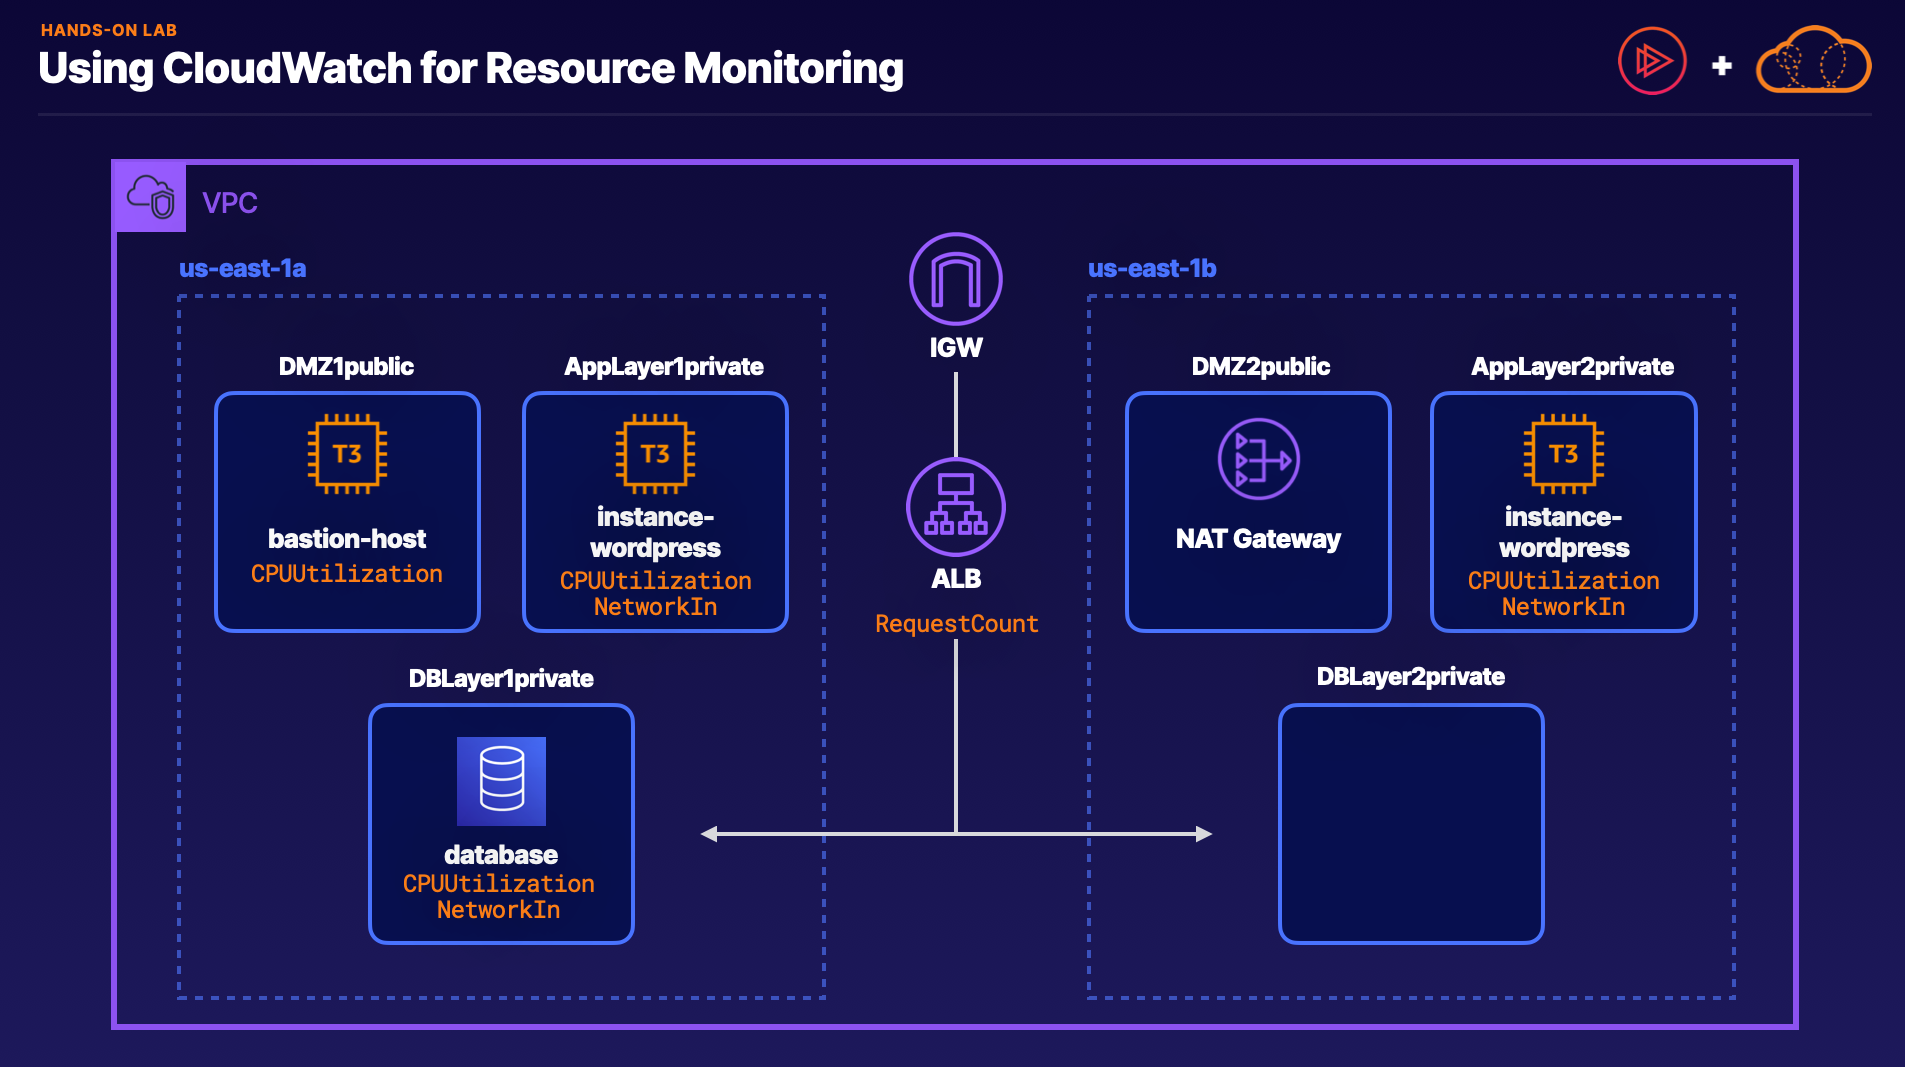 HANDS-ON LAB
Using CloudWatch for Resource Monitoring
VPC
us-east-1a
DMZ1public
T3
bastion-host
CPUUtilization
AppLayer1private
T3
instance-
wordpress
CPUUtilization
NetworkIn
DBLayer1private
database
CPUUtilization
NetworkIn
IGW
ALB
RequestCount
us-east-1b
DMZ2public
NAT Gateway
AppLayer2private
T3
instance-
wordpress
CPUUtilization
NetworkIn
DBLayer2private